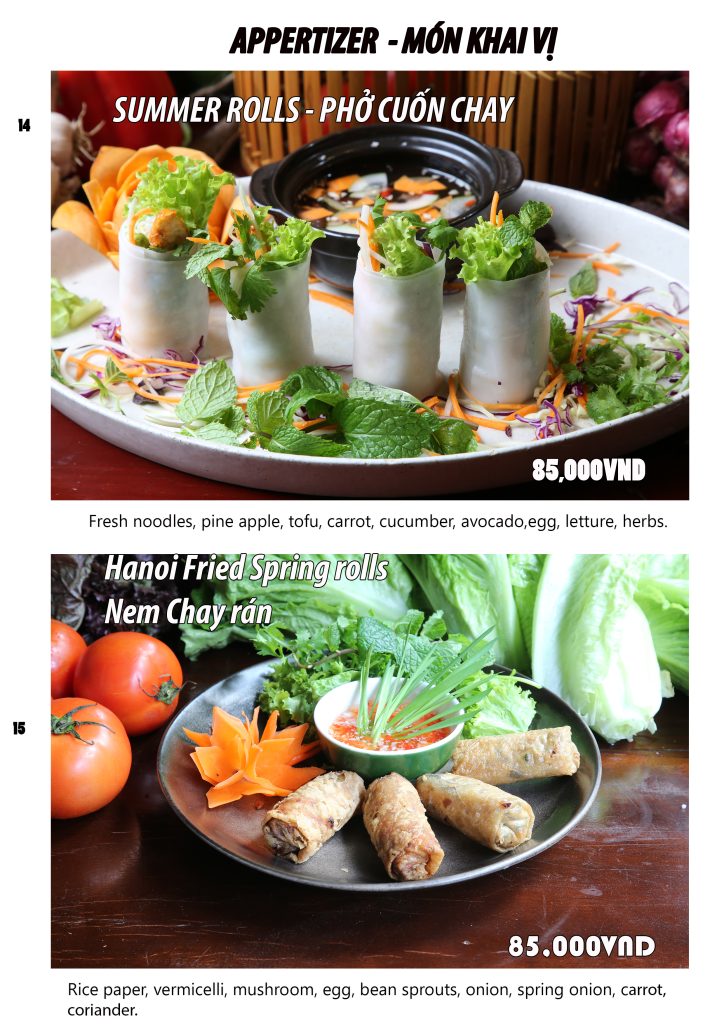 APPERTIZER - MÓN KHAI VỊ
14
SUMMER ROLLS - PHỞ CUỐN CHAY
85,000VND
Fresh noodles, pine apple, tofu, carrot, cucumber, avocado,egg, letture, herbs.
Hanoi Fried Spring rolls
Nem Chay rán
15
85.000VND
Rice paper, vermicelli, mushroom, egg, bean sprouts, onion, spring onion, carrot,
coriander.